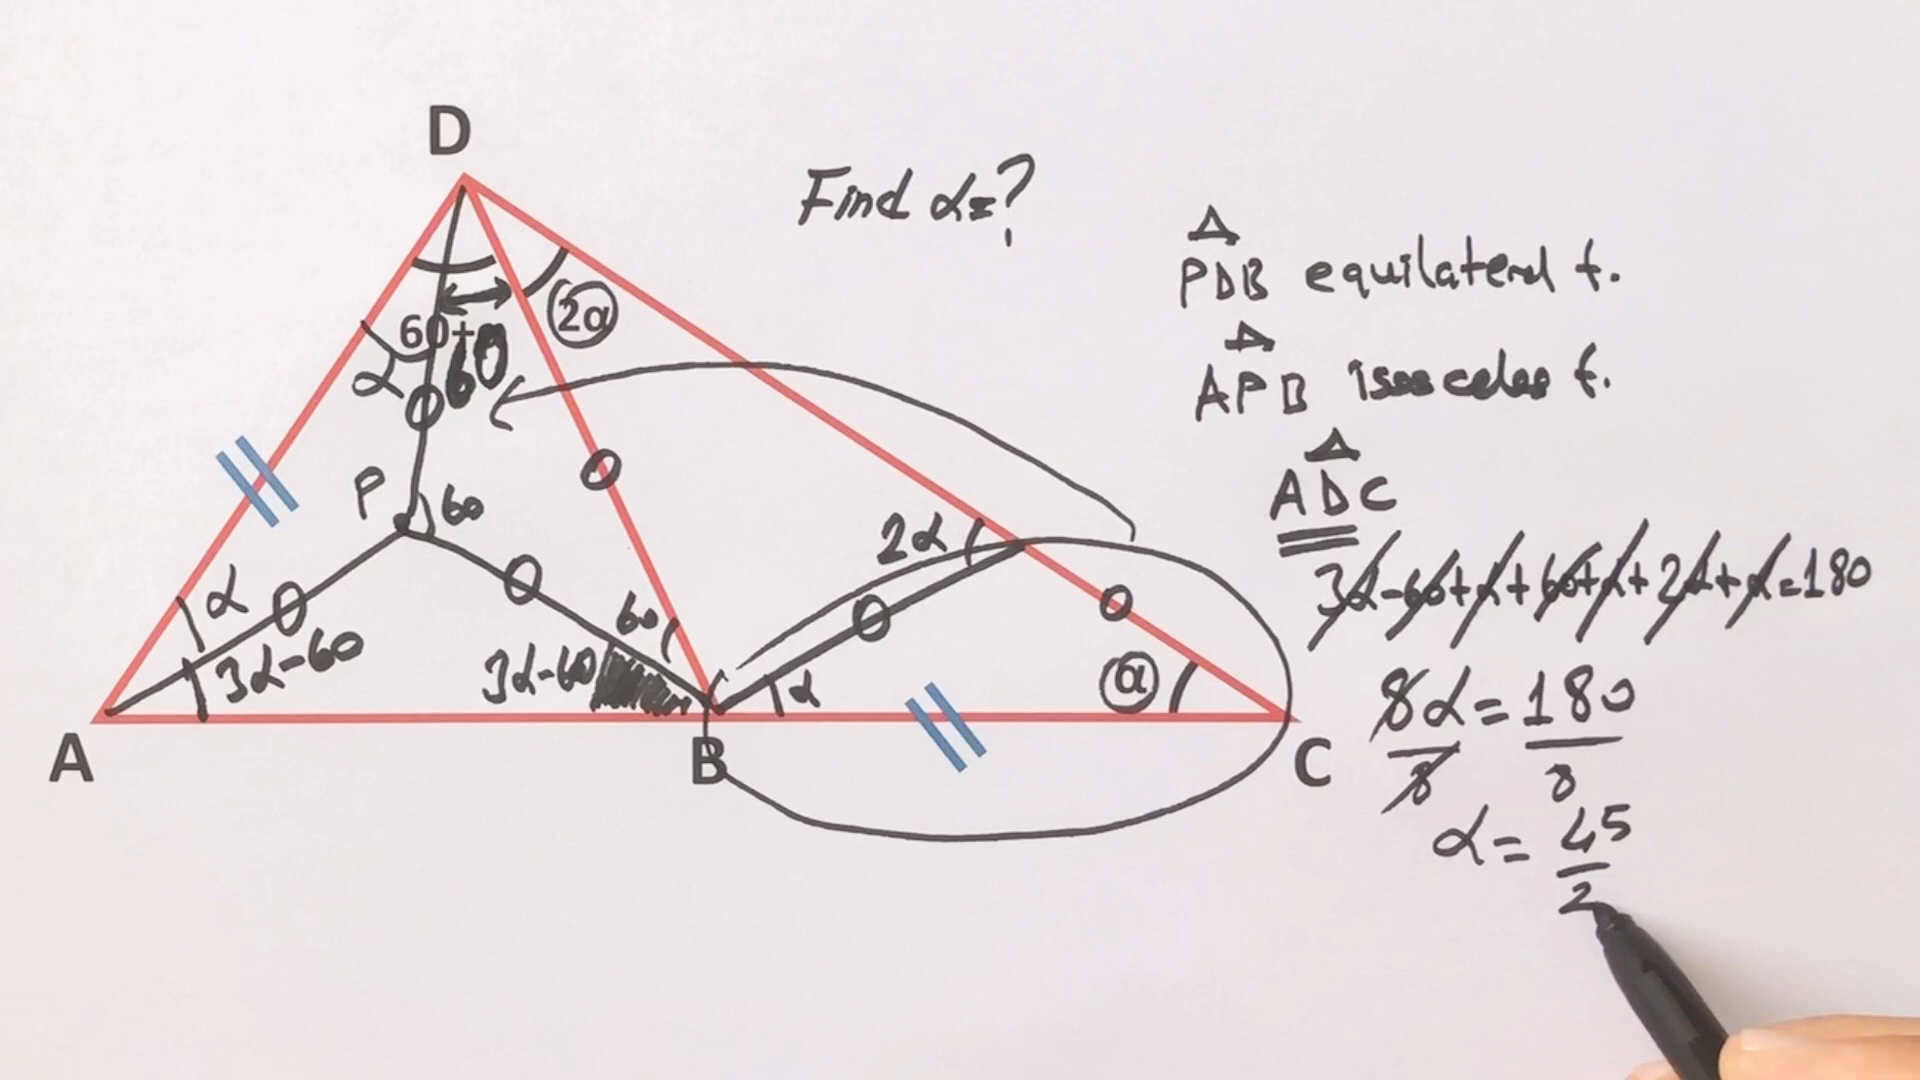 D
Find α=?
PDB equilateral t.
2α
60+
60
α
APB isosceles t.
P
60
ADC
2α
3α-60+α+60+α+2α+α=180
α
3α-60
60
3α-60
α
α
8α=180
8 8
A
B
C
α=45
2